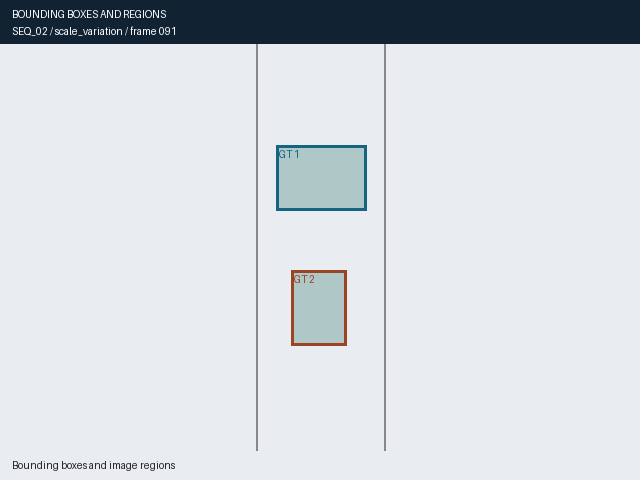 BOUNDING BOXES AND REGIONS
SEQ_02 / scale_variation / frame 091
GT1
GT2
Bounding boxes and image regions